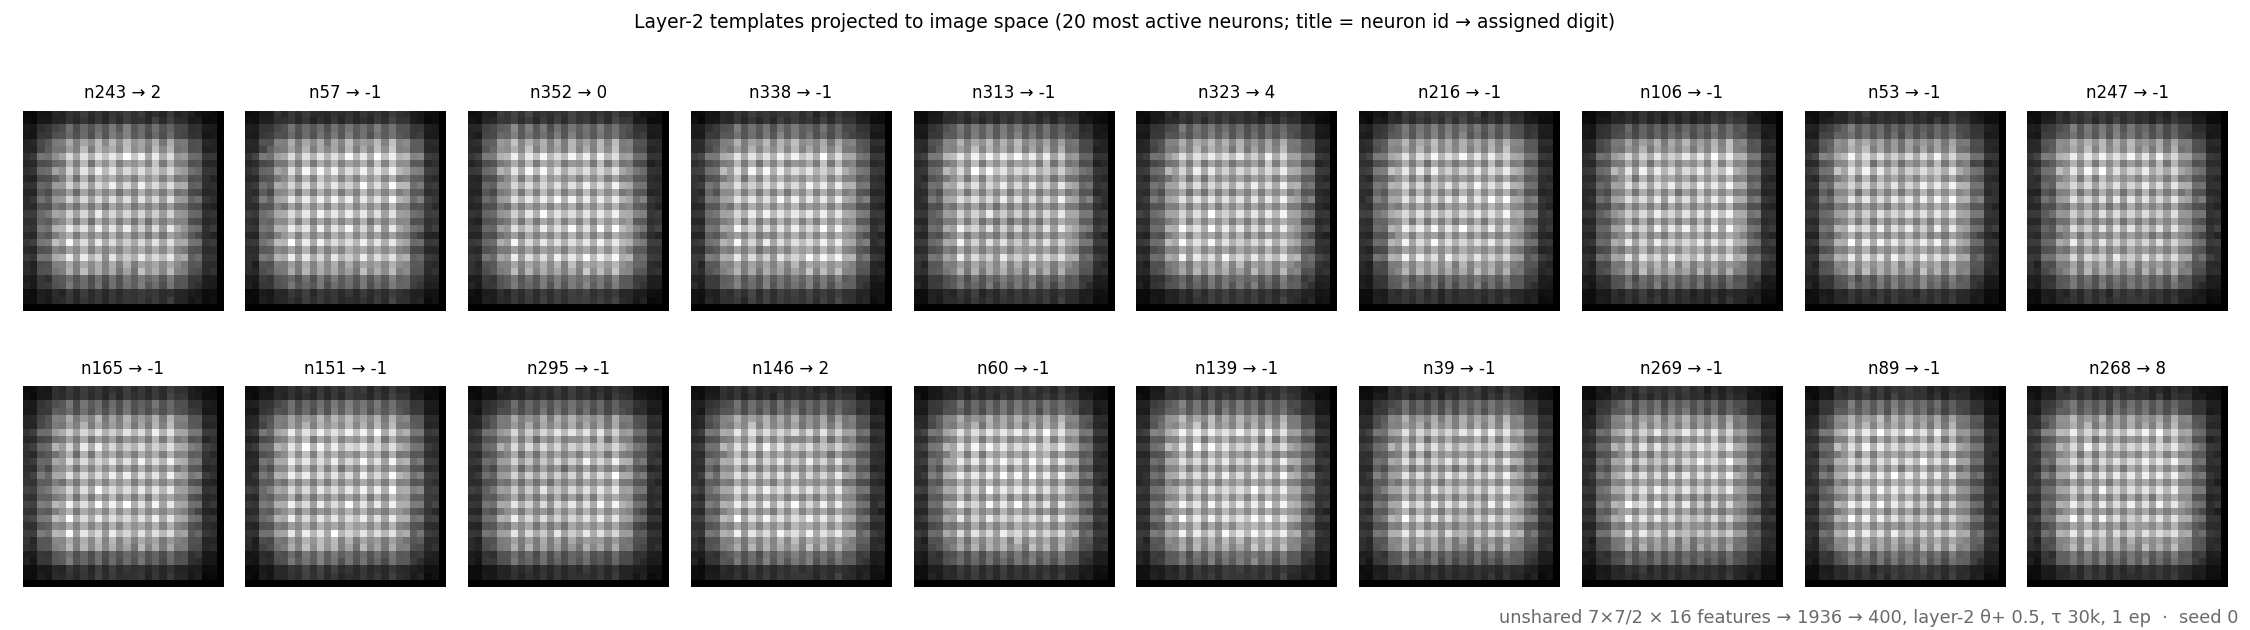 Layer-2 templates projected to image space (20 most active neurons; title = neuron id → assigned digit)
n243 → 2
n57 → -1
n352 → 0
n338 → -1
n313 → -1
n323 → 4
n216 → -1
n106 → -1
n53 → -1
n247 → -1
n165 → -1
n151 → -1
n295 → -1
n146 → 2
n60 → -1
n139 → -1
n39 → -1
n269 → -1
n89 → -1
n268 → 8
unshared 7×7/2 × 16 features → 1936 → 400, layer-2 θ+ 0.5, τ 30k, 1 ep · seed 0